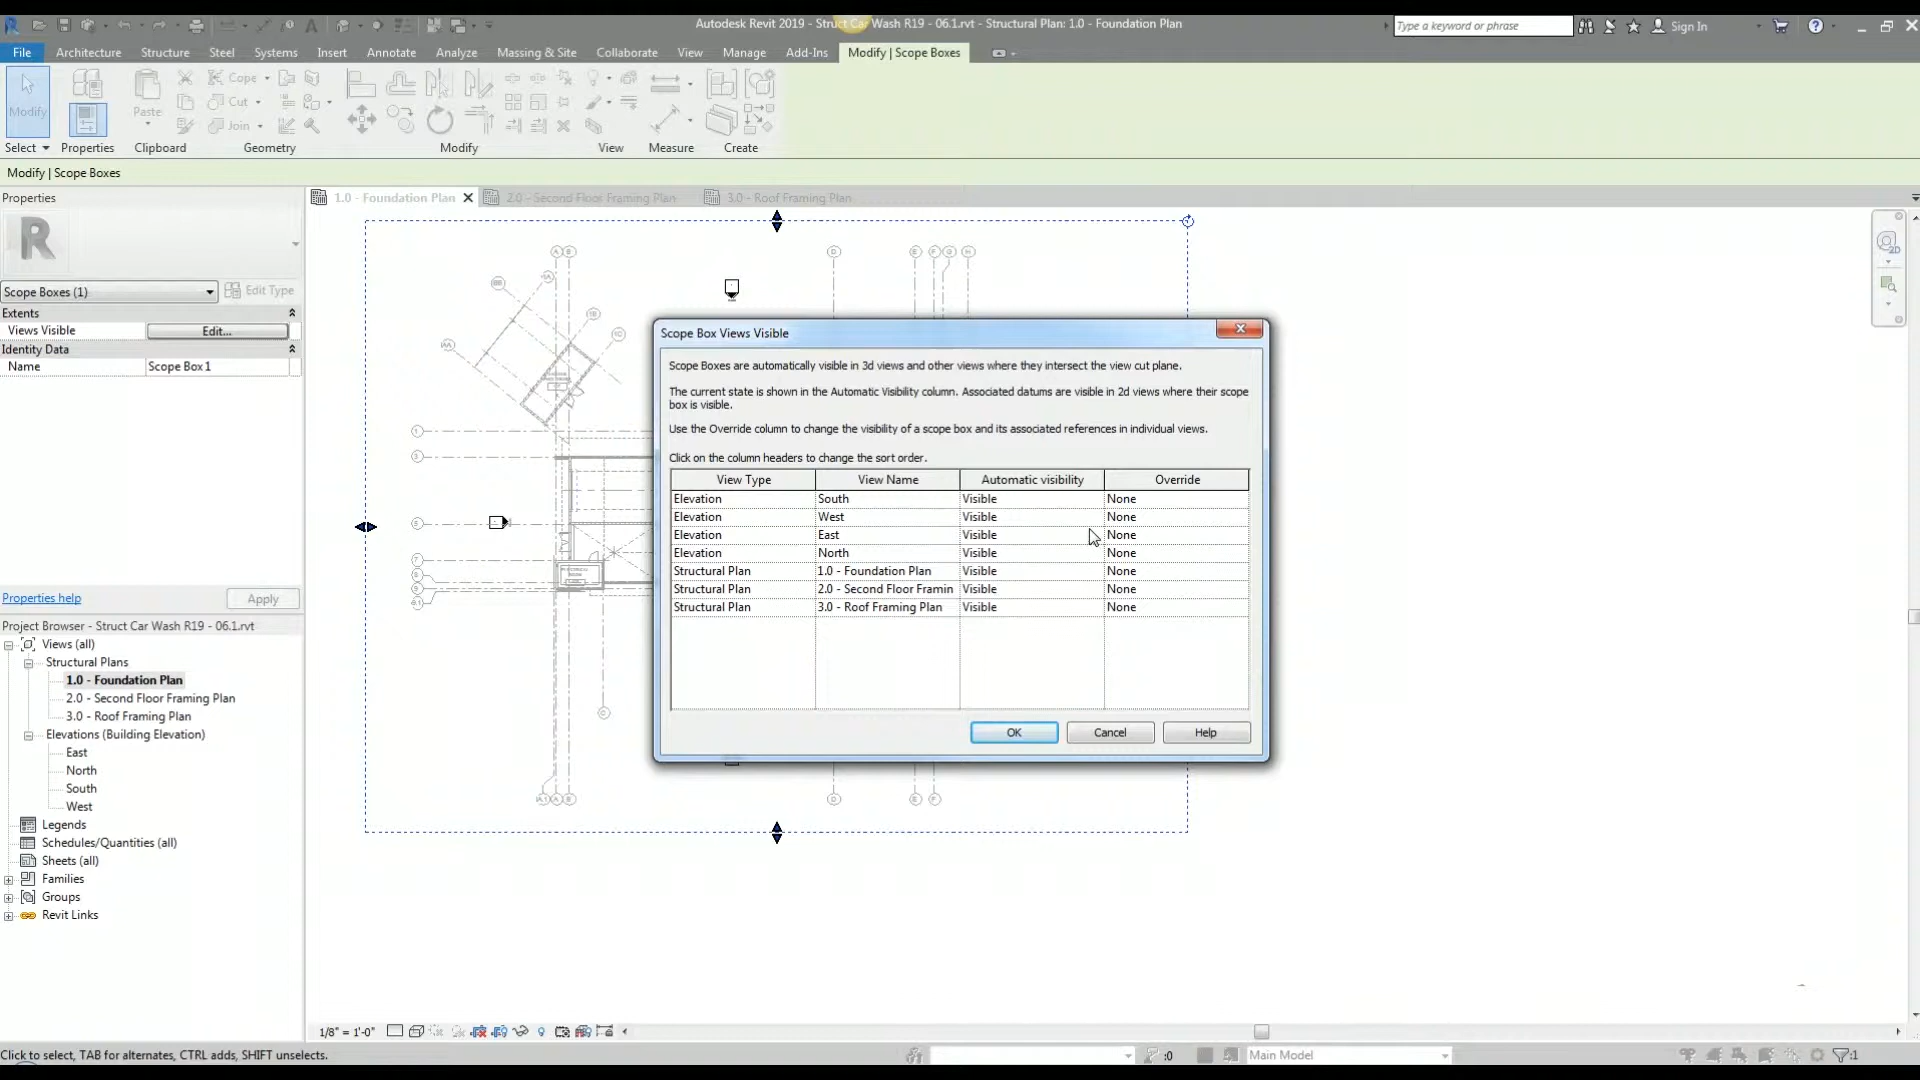 Autodesk Revit 2019 - Struct Car Wash R19 - 06.1.rvt - Structural Plan: 1.0 - Foundation Plan
Type a keyword or phrase
Sign In
File Architecture Structure Steel Systems Insert Annotate Analyze Massing & Site Collaborate View Manage Add-Ins Modify | Scope Boxes
Modify
Paste
Cope
Cut
Join
Select Properties Clipboard Geometry Modify View Measure Create
Modify | Scope Boxes
Properties
1.0 - Foundation Plan
2.0 - Second Floor Framing Plan
3.0 - Roof Framing Plan
R
Scope Boxes (1)
Edit Type
Extents
Views Visible
Edit...
Identity Data
Name
Scope Box 1
Properties help
Apply
Project Browser - Struct Car Wash R19 - 06.1.rvt
Views (all)
Structural Plans
1.0 - Foundation Plan
2.0 - Second Floor Framing Plan
3.0 - Roof Framing Plan
Elevations (Building Elevation)
East
North
South
West
Legends
Schedules/Quantities (all)
Sheets (all)
Families
Groups
Revit Links
Scope Box Views Visible
Scope Boxes are automatically visible in 3d views and other views where they intersect the view cut plane.
The current state is shown in the Automatic Visibility column. Associated datums are visible in 2d views where their scope
box is visible.
Use the Override column to change the visibility of a scope box and its associated references in individual views.
Click on the column headers to change the sort order.
View Type View Name Automatic visibility Override
Elevation South Visible None
Elevation West Visible None
Elevation East Visible None
Elevation North Visible None
Structural Plan 1.0 - Foundation Plan Visible None
Structural Plan 2.0 - Second Floor Framin Visible None
Structural Plan 3.0 - Roof Framing Plan Visible None
OK Cancel Help
1/8" = 1'-0"
Click to select, TAB for alternates, CTRL adds, SHIFT unselects.
:0
Main Model
:1